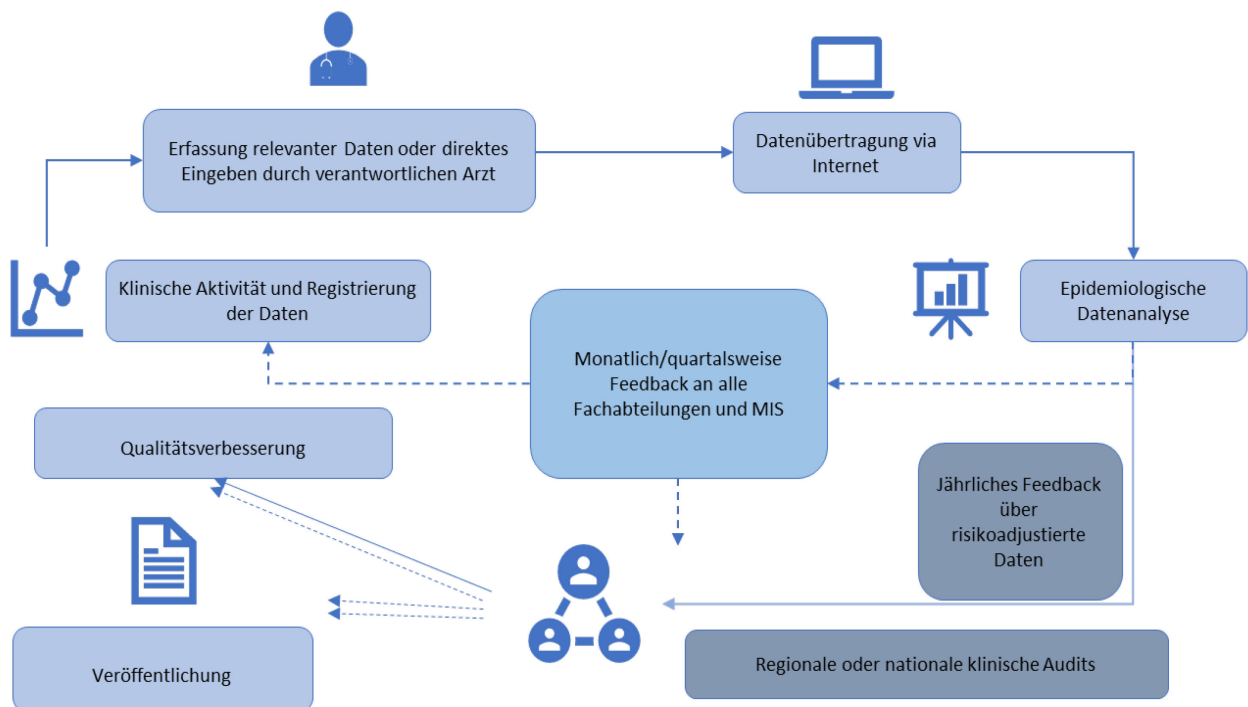 Erfassung relevanter Daten oder direktes
Eingeben durch verantwortlichen Arzt
Datenübertragung via
Internet
Klinische Aktivität und Registrierung
der Daten
Monatlich/quartalsweise
Feedback an alle
Fachabteilungen und MIS
Epidemiologische
Datenanalyse
Qualitätsverbesserung
Jährliches Feedback
über
risikoadjustierte
Daten
Veröffentlichung
Regionale oder nationale klinische Audits